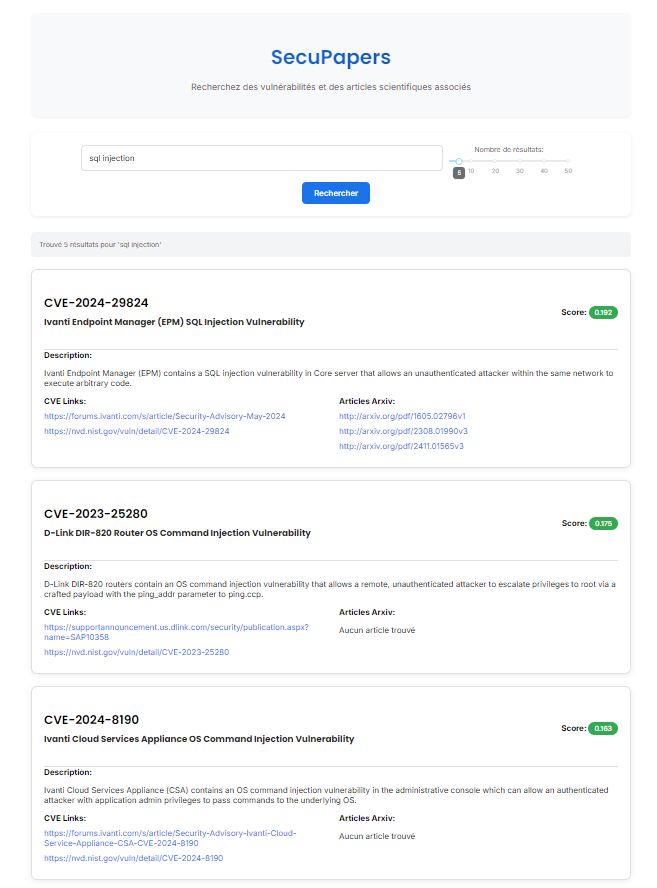 SecuPapers
Recherchez des vulnérabilités et des articles scientifiques associés
sql injection
Nombre de résultats:
5 10 20 30 40 50
Rechercher
Trouvé 5 résultats pour 'sql injection'
CVE-2024-29824
Ivanti Endpoint Manager (EPM) SQL Injection Vulnerability
Score: 0.192
Description:
Ivanti Endpoint Manager (EPM) contains a SQL injection vulnerability in Core server that allows an unauthenticated attacker within the same network to
execute arbitrary code.
CVE Links:
https://forums.ivanti.com/s/article/Security-Advisory-May-2024
https://nvd.nist.gov/vuln/detail/CVE-2024-29824
Articles Arxiv:
http://arxiv.org/pdf/1605.02796v1
http://arxiv.org/pdf/2308.01990v3
http://arxiv.org/pdf/2411.01565v3
CVE-2023-25280
D-Link DIR-820 Router OS Command Injection Vulnerability
Score: 0.175
Description:
D-Link DIR-820 routers contain an OS command injection vulnerability that allows a remote, unauthenticated attacker to escalate privileges to root via a
crafted payload with the ping_addr parameter to ping.ccp.
CVE Links:
https://supportannouncement.us.dlink.com/security/publication.aspx?
name=SAP10358
https://nvd.nist.gov/vuln/detail/CVE-2023-25280
Articles Arxiv:
Aucun article trouvé
CVE-2024-8190
Ivanti Cloud Services Appliance OS Command Injection Vulnerability
Score: 0.163
Description:
Ivanti Cloud Services Appliance (CSA) contains an OS command injection vulnerability in the administrative console which can allow an authenticated
attacker with application admin privileges to pass commands to the underlying OS.
CVE Links:
https://forums.ivanti.com/s/article/Security-Advisory-Ivanti-Cloud-
Service-Appliance-CSA-CVE-2024-8190
https://nvd.nist.gov/vuln/detail/CVE-2024-8190
Articles Arxiv:
Aucun article trouvé